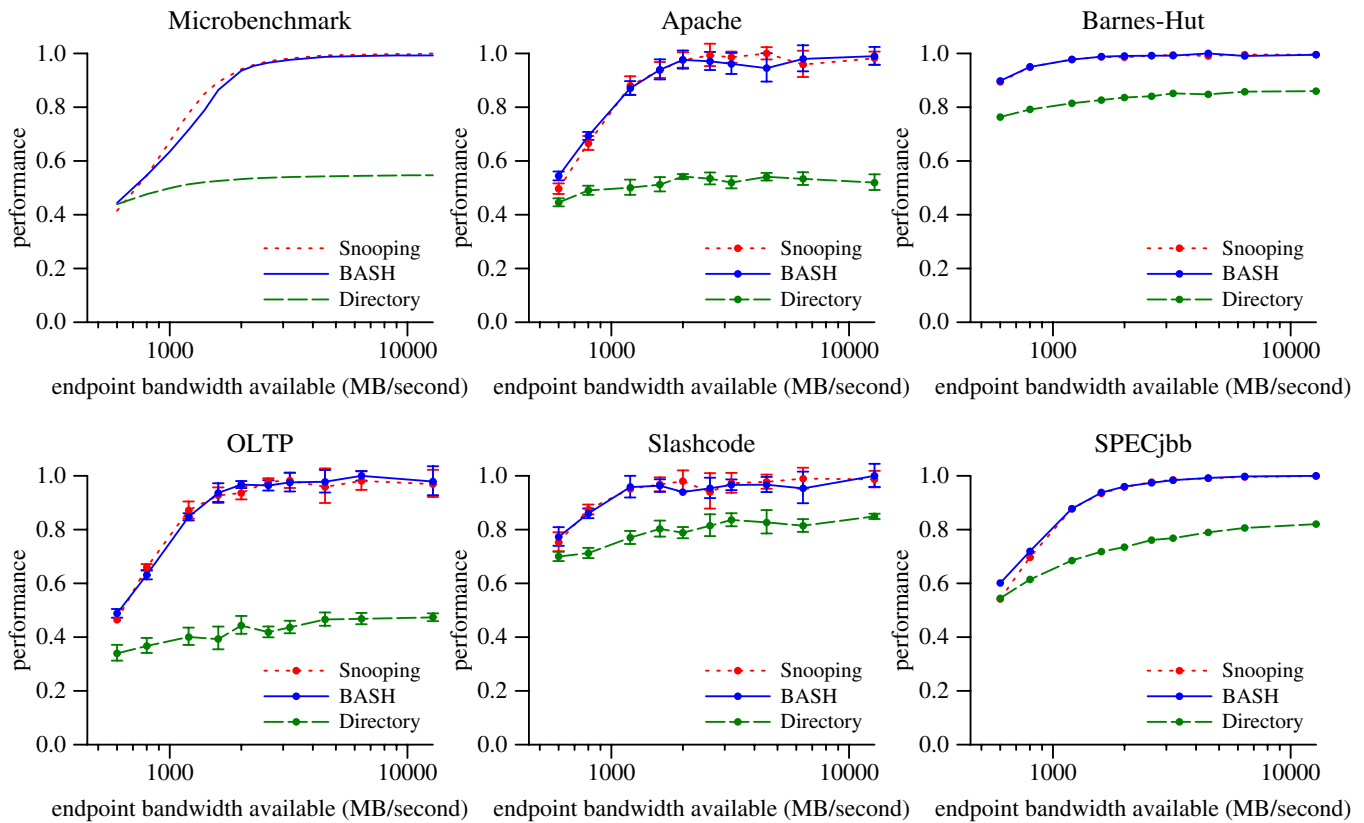 Microbenchmark
1.0
0.8
0.6
0.4
0.2
0.0
performance
Snooping
BASH
Directory
1000
10000
endpoint bandwidth available (MB/second)
Apache
1.0
0.8
0.6
0.4
0.2
0.0
performance
Snooping
BASH
Directory
1000
10000
endpoint bandwidth available (MB/second)
Barnes-Hut
1.0
0.8
0.6
0.4
0.2
0.0
performance
Snooping
BASH
Directory
1000
10000
endpoint bandwidth available (MB/second)
OLTP
1.0
0.8
0.6
0.4
0.2
0.0
performance
Snooping
BASH
Directory
1000
10000
endpoint bandwidth available (MB/second)
Slashcode
1.0
0.8
0.6
0.4
0.2
0.0
performance
Snooping
BASH
Directory
1000
10000
endpoint bandwidth available (MB/second)
SPECjbb
1.0
0.8
0.6
0.4
0.2
0.0
performance
Snooping
BASH
Directory
1000
10000
endpoint bandwidth available (MB/second)